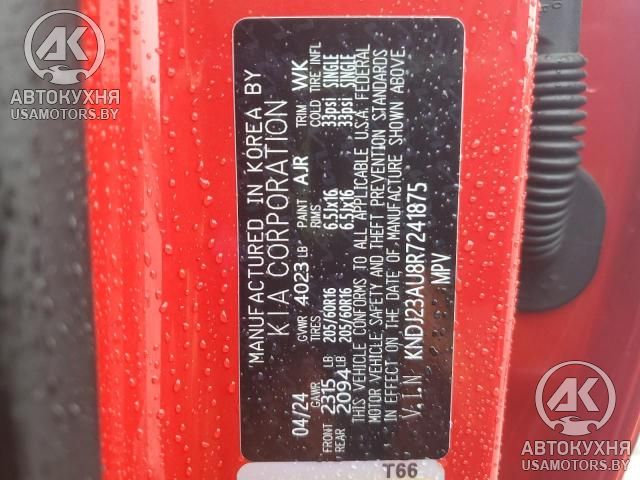 AK
АВТОКУХНЯ
USAMOTORS.BY
MANUFACTURED IN KOREA BY
KIA CORPORATION
04/24 GVWR 4023 LB PAINT AJR TRIM WK
GAWR TIRES RIMS COLD TIRE INFL
FRONT 2315 LB 205/60R16 6.5Jx16 33psi SINGLE
REAR 2094 LB 205/60R16 6.5Jx16 33psi SINGLE
THIS VEHICLE CONFORMS TO ALL APPLICABLE U.S.A. FEDERAL
MOTOR VEHICLE SAFETY AND THEFT PREVENTION STANDARDS
IN EFFECT ON THE DATE OF MANUFACTURE SHOWN ABOVE.
V.I.N KNDJ23AU8R7241875
MPV
T66
AK
АВТОКУХНЯ
USAMOTORS.BY